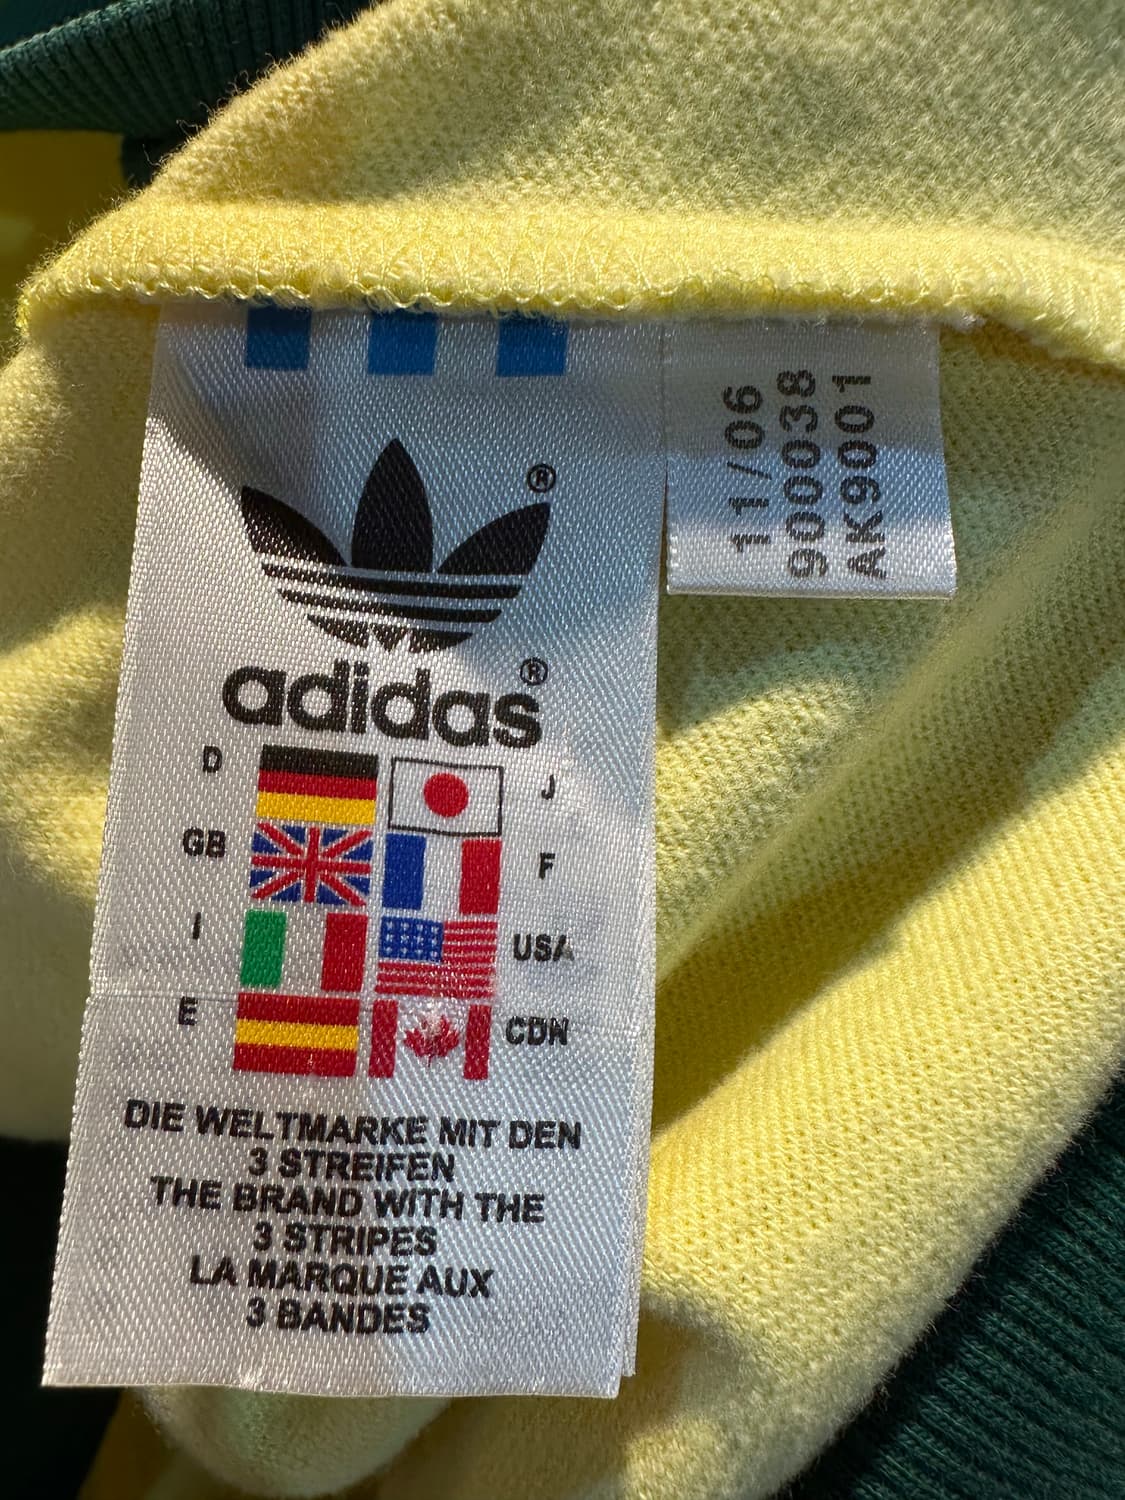 ®
adidas®
D
J
GB
F
I
USA
E
CDN
DIE WELTMARKE MIT DEN
3 STREIFEN
THE BRAND WITH THE
3 STRIPES
LA MARQUE AUX
3 BANDES
11/06
900038
AK9001